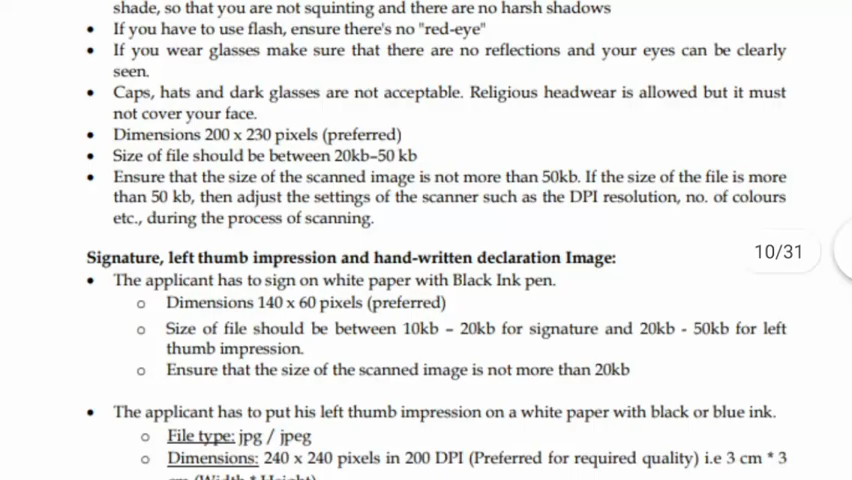 shade, so that you are not squinting and there are no harsh shadows
• If you have to use flash, ensure there's no "red-eye"
• If you wear glasses make sure that there are no reflections and your eyes can be clearly
seen.
• Caps, hats and dark glasses are not acceptable. Religious headwear is allowed but it must
not cover your face.
• Dimensions 200 x 230 pixels (preferred)
• Size of file should be between 20kb–50 kb
• Ensure that the size of the scanned image is not more than 50kb. If the size of the file is more
than 50 kb, then adjust the settings of the scanner such as the DPI resolution, no. of colours
etc., during the process of scanning.
Signature, left thumb impression and hand-written declaration Image:
10/31
• The applicant has to sign on white paper with Black Ink pen.
o Dimensions 140 x 60 pixels (preferred)
o Size of file should be between 10kb – 20kb for signature and 20kb - 50kb for left
thumb impression.
o Ensure that the size of the scanned image is not more than 20kb
• The applicant has to put his left thumb impression on a white paper with black or blue ink.
o File type: jpg / jpeg
o Dimensions: 240 x 240 pixels in 200 DPI (Preferred for required quality) i.e 3 cm * 3
cm (Width * Height)